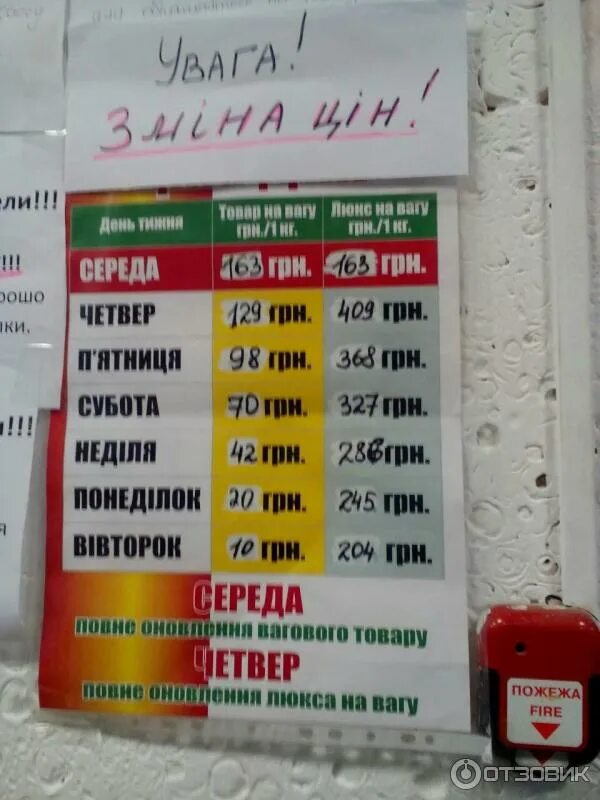 Увага!
Зміна цін!
ели!!!
!!!
рошо
ки,
и!!!
День тижня Товар на вагу грн./1 кг. Люкс на вагу грн./1 кг.
СЕРЕДА 163 грн. 163 грн.
ЧЕТВЕР 129 грн. 409 грн.
П'ЯТНИЦЯ 98 грн. 368 грн.
СУБОТА 70 грн. 327 грн.
НЕДІЛЯ 42 грн. 286 грн.
ПОНЕДІЛОК 20 грн. 245 грн.
ВІВТОРОК 10 грн. 204 грн.
СЕРЕДА
повне оновлення вагового товару
ЧЕТВЕР
повне оновлення люкса на вагу
ПОЖЕЖА
FIRE
ОТЗОВИК